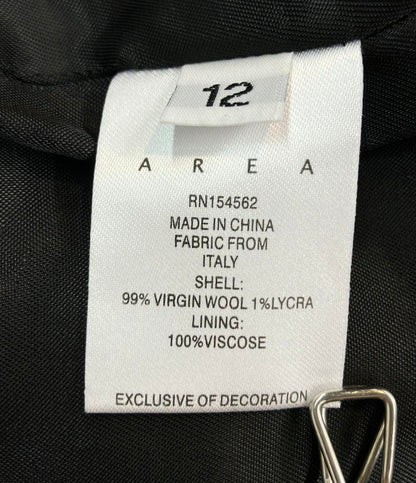 12
AREA
RN154562
MADE IN CHINA
FABRIC FROM
ITALY
SHELL:
99% VIRGIN WOOL 1%LYCRA
LINING:
100%VISCOSE
EXCLUSIVE OF DECORATION